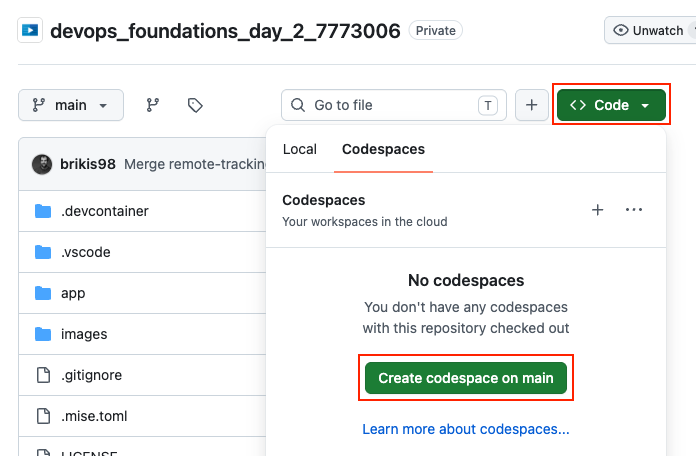 devops_foundations_day_2_7773006 Private Unwatch
main Go to file T Code
Local Codespaces
brikis98 Merge remote-tracking
Codespaces
Your workspaces in the cloud
.devcontainer
.vscode
app
images
.gitignore
.mise.toml
LICENSE
No codespaces
You don't have any codespaces
with this repository checked out
Create codespace on main
Learn more about codespaces...